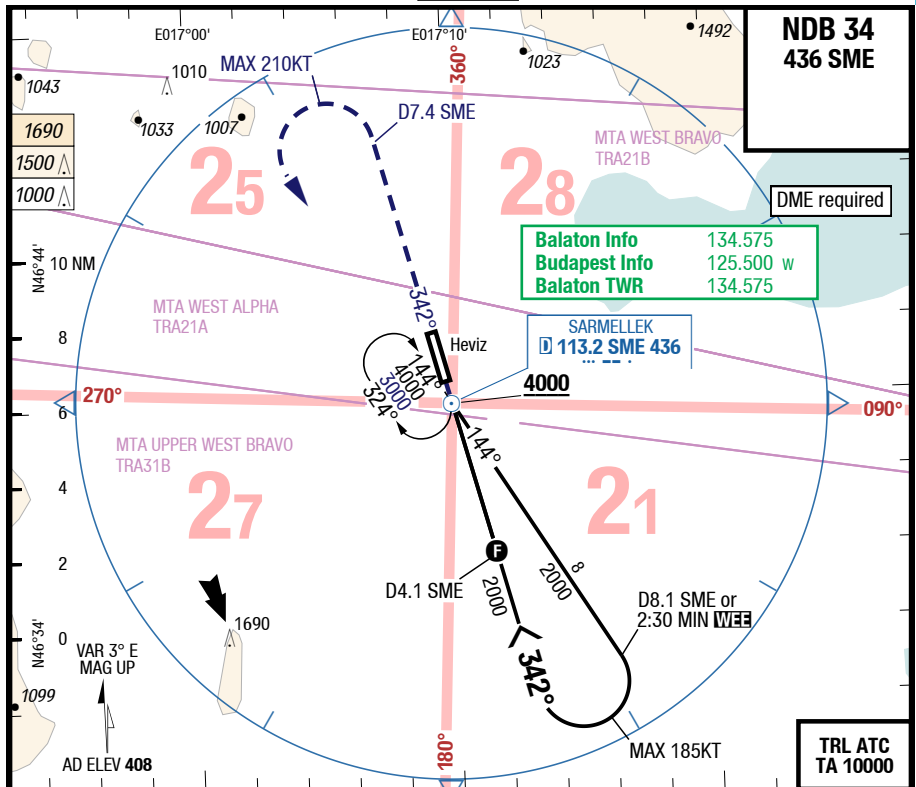 E017°00'
E017°10'
NDB 34
436 SME
1492
1023
360°
MAX 210KT
1010
D7.4 SME
1043
1033
1007
1690
1500
1000
MTA WEST BRAVO
TRA21B
25
28
DME required
Balaton Info 134.575
Budapest Info 125.500 W
Balaton TWR 134.575
N46°44'
10 NM
MTA WEST ALPHA
TRA21A
342°
SARMELLEK
D 113.2 SME 436
Heviz
8
144°
4000
3000
324°
4000
270°
090°
6
144°
MTA UPPER WEST BRAVO
TRA31B
4
27
21
F
2
D4.1 SME
2000
8
2000
D8.1 SME or
2:30 MIN WEE
1690
0
N46°34'
VAR 3° E
MAG UP
342°
1099
AD ELEV 408
180°
MAX 185KT
TRL ATC
TA 10000